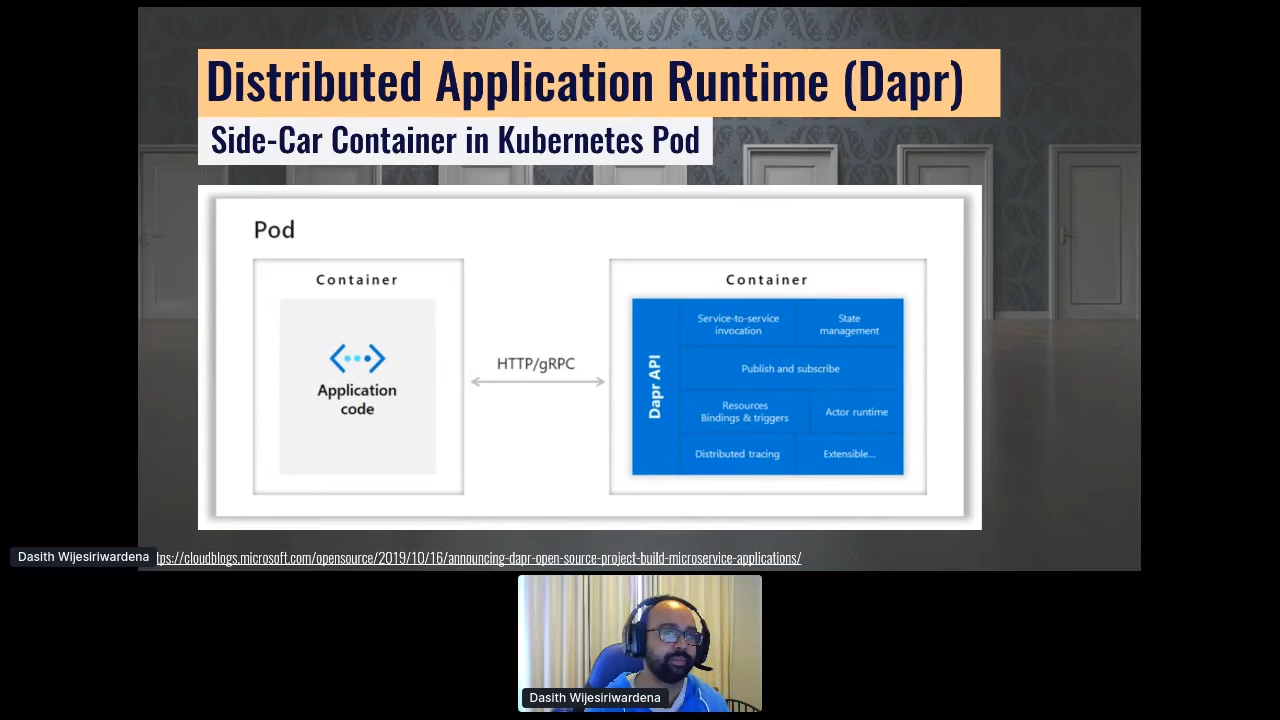 Distributed Application Runtime (Dapr)
Side-Car Container in Kubernetes Pod
Pod
Container
Application
code
HTTP/gRPC
Container
Dapr API
Service-to-service
invocation
State
management
Publish and subscribe
Resources
Bindings & triggers
Actor runtime
Distributed tracing
Extensible...
Dasith Wijesiriwardena
tps://cloudblogs.microsoft.com/opensource/2019/10/16/announcing-dapr-open-source-project-build-microservice-applications/
Dasith Wijesiriwardena